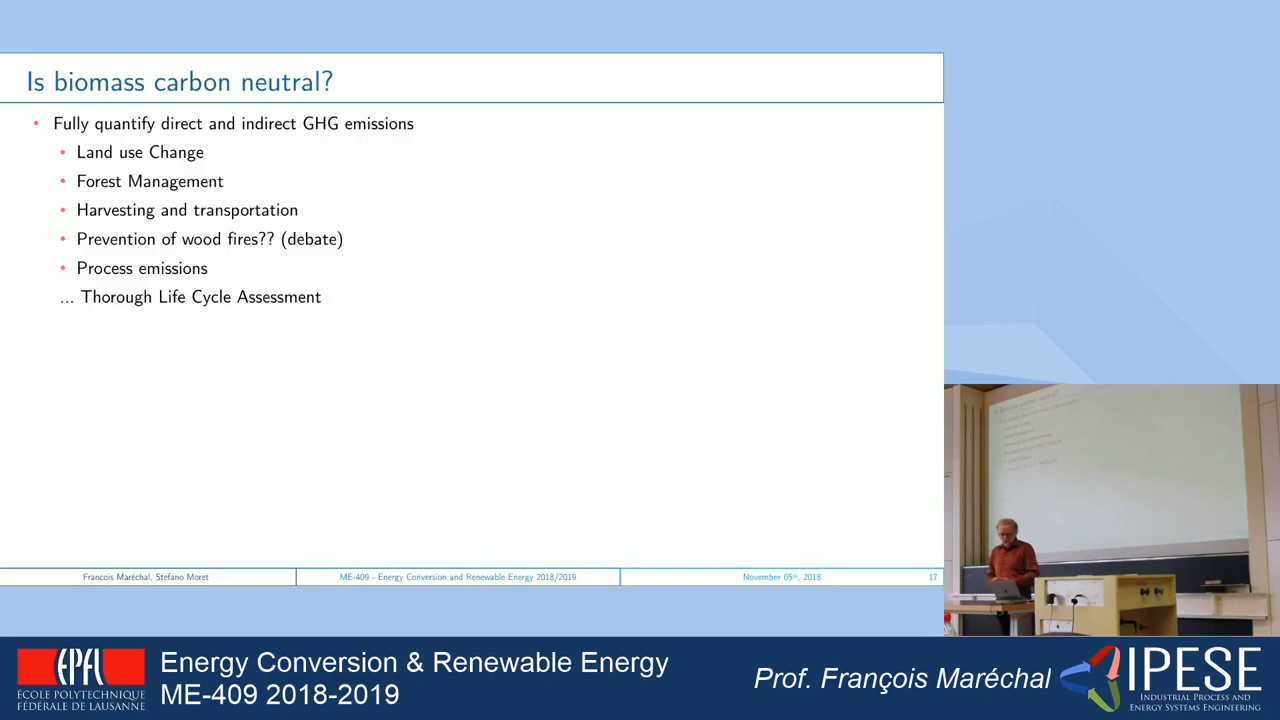 Is biomass carbon neutral?
• Fully quantify direct and indirect GHG emissions
• Land use Change
• Forest Management
• Harvesting and transportation
• Prevention of wood fires?? (debate)
• Process emissions
... Thorough Life Cycle Assessment
Francois Maréchal, Stefano Moret
ME-409 - Energy Conversion and Renewable Energy 2018/2019
November 05th, 2018
17
EPFL
ÉCOLE POLYTECHNIQUE
FÉDÉRALE DE LAUSANNE
Energy Conversion & Renewable Energy
ME-409 2018-2019
Prof. François Maréchal
IPESE
INDUSTRIAL PROCESS AND
ENERGY SYSTEMS ENGINEERING